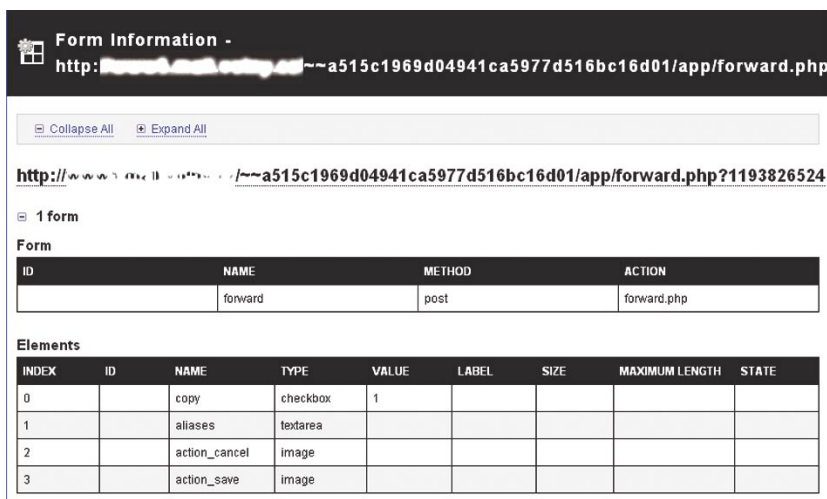 Form Information -
http: ~~a515c1969d04941ca5977d516bc16d01/app/forward.php
Collapse All Expand All
http:// /~~a515c1969d04941ca5977d516bc16d01/app/forward.php?1193826524
1 form
Form
ID NAME METHOD ACTION
forward post forward.php
Elements
INDEX ID NAME TYPE VALUE LABEL SIZE MAXIMUM LENGTH STATE
0 copy checkbox 1
1 aliases textarea
2 action_cancel image
3 action_save image